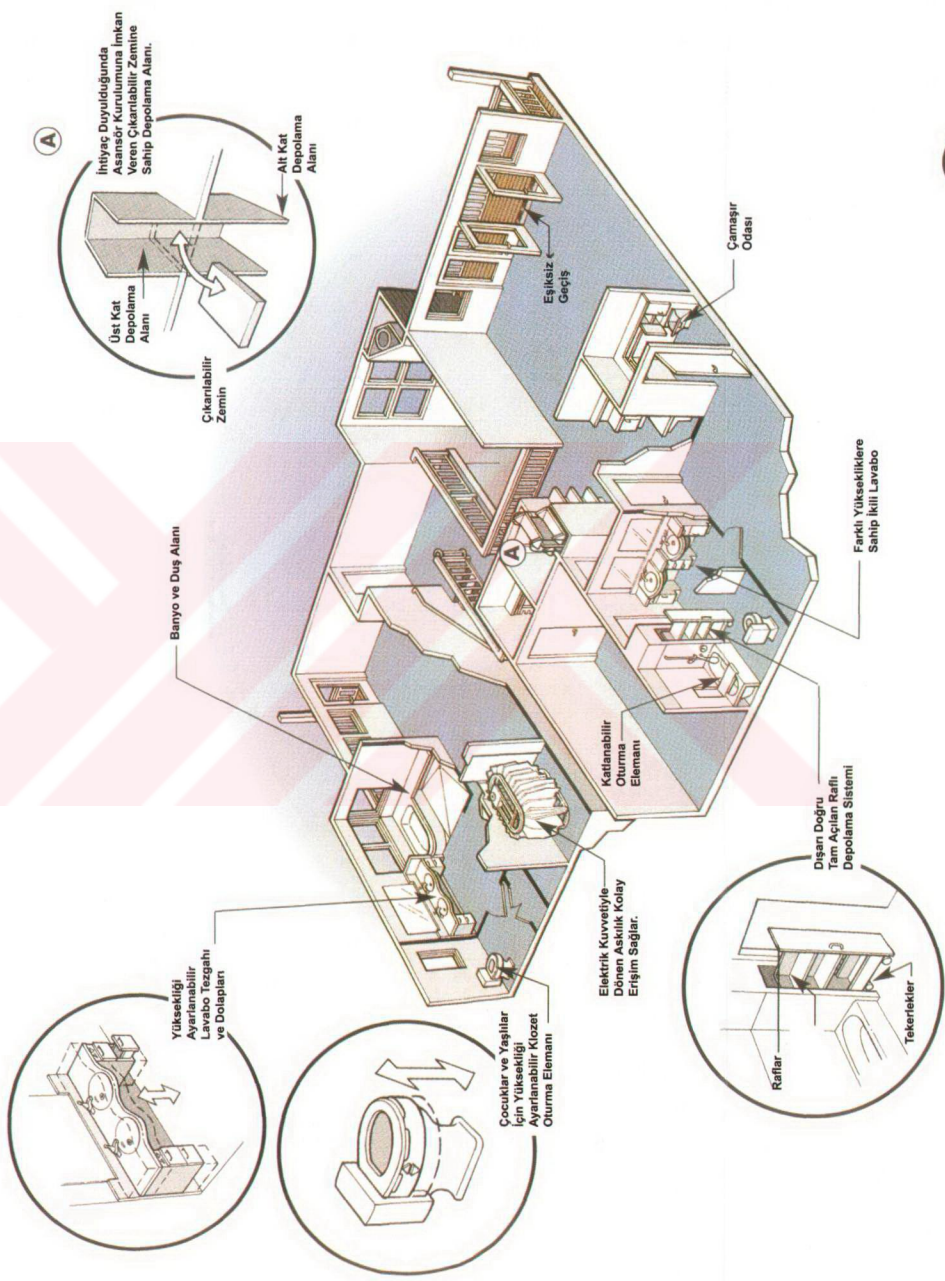 A
İhtiyaç Duyulduğunda
Asansör Kurulumuna İmkan
Veren Çıkarılabilir Zemine
Sahip Depolama Alanı.
Üst Kat
Depolama
Alanı
Alt Kat
Depolama
Alanı
Çıkarılabilir
Zemin
Banyo ve Duş Alanı
Yüksekliği
Ayarlanabilir
Lavabo Tezgahı
ve Dolapları
Eşiksiz
Geçiş
Çamaşır
Odası
A
Farklı Yüksekliklere
Sahip İkili Lavabo
Katlanabilir
Oturma
Elemanı
Elektrik Kuvvetiyle
Dönen Askılık Kolay
Erişim Sağlar.
Çocuklar ve Yaşlılar
İçin Yüksekliği
Ayarlanabilir Klozet
Oturma Elemanı
Dışarı Doğru
Tam Açılan Raflı
Depolama Sistemi
Raflar
Tekerlekler